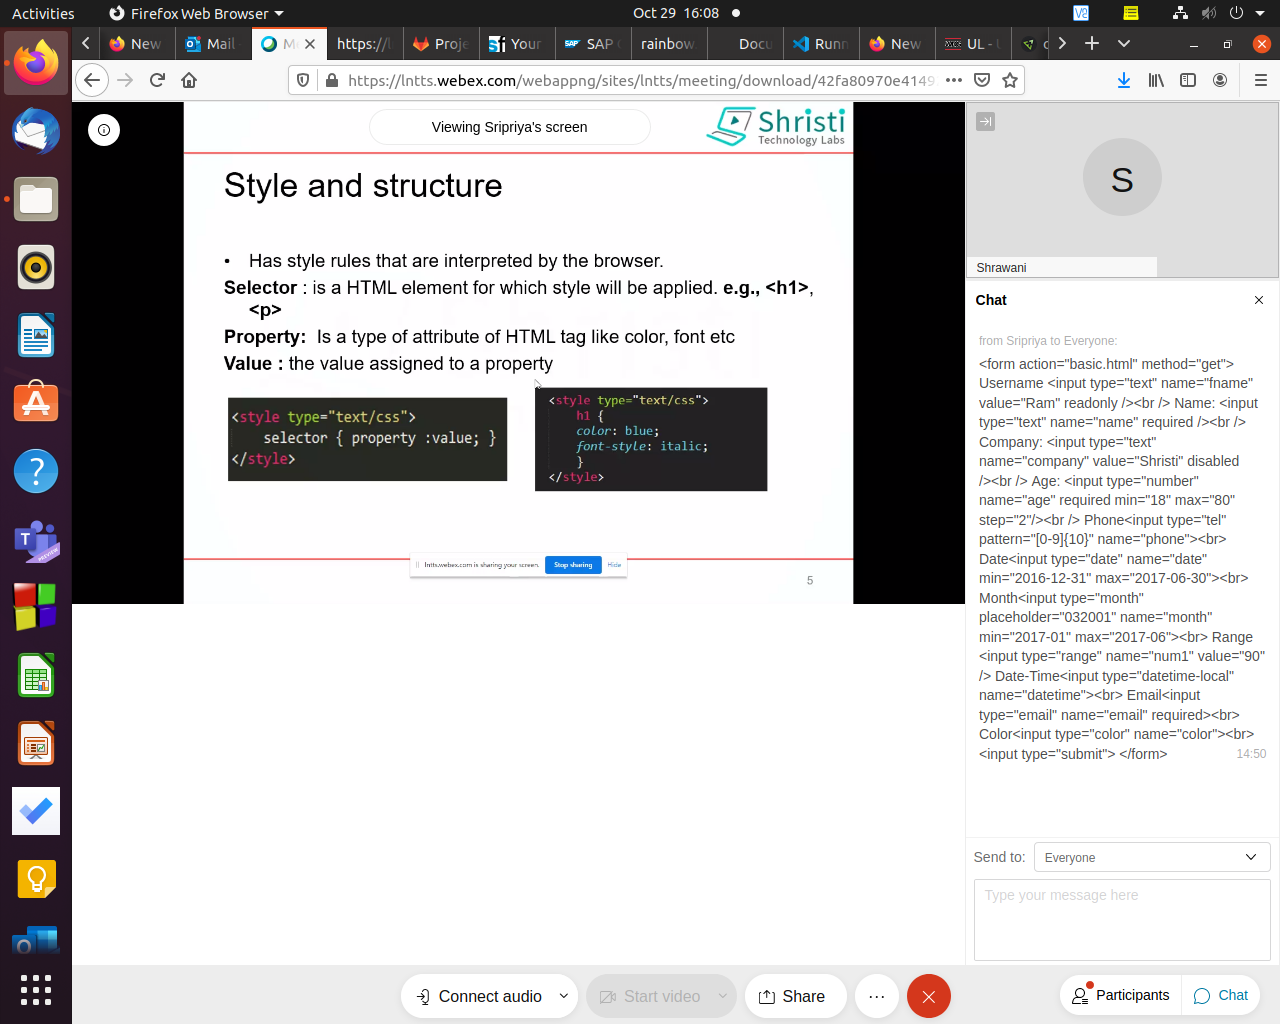 Activities
Firefox Web Browser
Oct 29 16:08
New
Mail
M
https://l
Proje
Your
SAP
rainbow
Docu
Runn
New
UL -
https://lntts.webex.com/webappng/sites/lntts/meeting/download/42fa80970e4149
Viewing Sripriya's screen
Shristi
Technology Labs
Style and structure
• Has style rules that are interpreted by the browser.
Selector : is a HTML element for which style will be applied. e.g., <h1>,
<p>
Property: Is a type of attribute of HTML tag like color, font etc
Value : the value assigned to a property
<style type="text/css">
selector { property :value; }
</style>
<style type="text/css">
h1 {
color: blue;
font-style: italic;
}
</style>
lntts.webex.com is sharing your screen.
Stop sharing
Hide
5
S
Shrawani
Chat
from Sripriya to Everyone:
<form action="basic.html" method="get">
Username <input type="text" name="fname"
value="Ram" readonly /><br /> Name: <input
type="text" name="name" required /><br />
Company: <input type="text"
name="company" value="Shristi" disabled
/><br /> Age: <input type="number"
name="age" required min="18" max="80"
step="2"/><br /> Phone<input type="tel"
pattern="[0-9]{10}" name="phone"><br>
Date<input type="date" name="date"
min="2016-12-31" max="2017-06-30"><br>
Month<input type="month"
placeholder="032001" name="month"
min="2017-01" max="2017-06"><br> Range
<input type="range" name="num1" value="90"
/> Date-Time<input type="datetime-local"
name="datetime"><br> Email<input
type="email" name="email" required><br>
Color<input type="color" name="color"><br>
<input type="submit"> </form>
14:50
Send to:
Everyone
Type your message here
Connect audio
Start video
Share
Participants
Chat